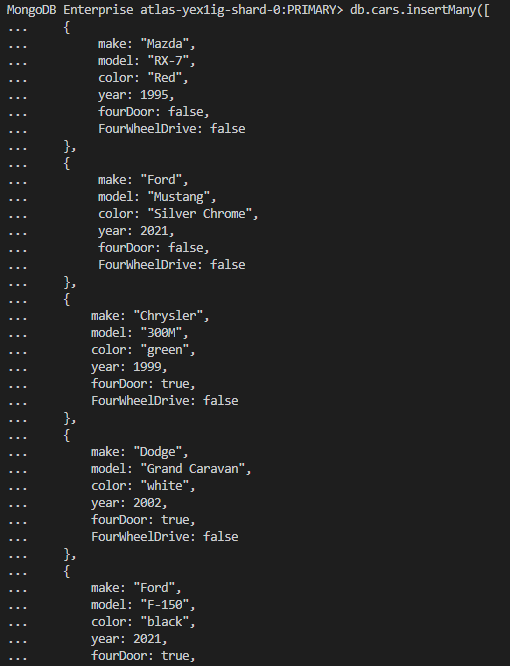 MongoDB Enterprise atlas-yex1ig-shard-0:PRIMARY> db.cars.insertMany([
...     {
...         make: "Mazda",
...         model: "RX-7",
...         color: "Red",
...         year: 1995,
...         fourDoor: false,
...         FourWheelDrive: false
...     },
...     {
...         make: "Ford",
...         model: "Mustang",
...         color: "Silver Chrome",
...         year: 2021,
...         fourDoor: false,
...         FourWheelDrive: false
...     },
...     {
...         make: "Chrysler",
...         model: "300M",
...         color: "green",
...         year: 1999,
...         fourDoor: true,
...         FourWheelDrive: false
...     },
...     {
...         make: "Dodge",
...         model: "Grand Caravan",
...         color: "white",
...         year: 2002,
...         fourDoor: true,
...         FourWheelDrive: false
...     },
...     {
...         make: "Ford",
...         model: "F-150",
...         color: "black",
...         year: 2021,
...         fourDoor: true,